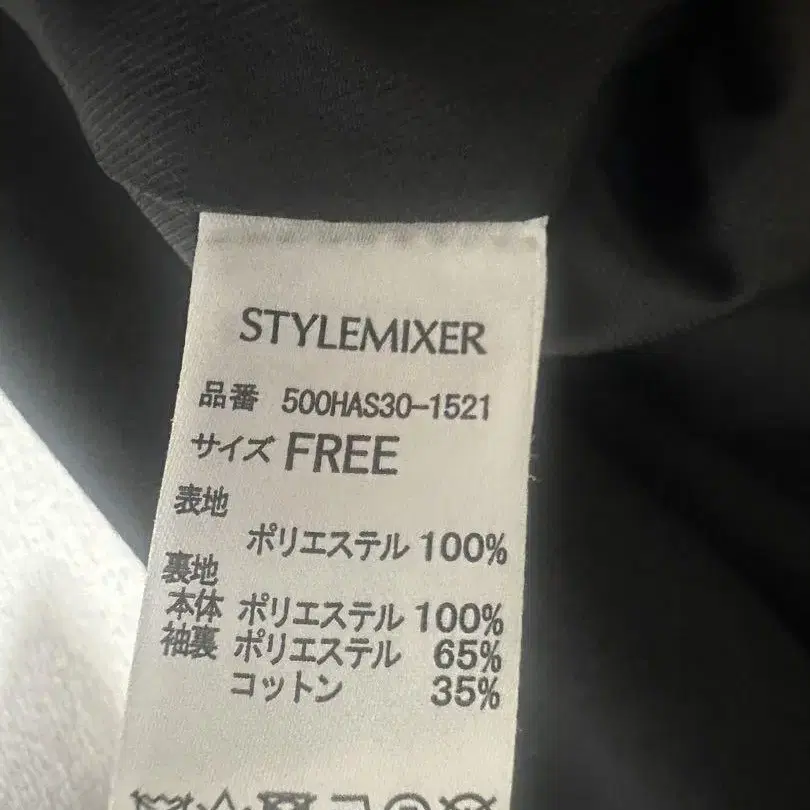 STYLEMIXER
品番 500HAS30-1521
サイズ FREE
表地
ポリエステル 100%
裏地
本体 ポリエステル 100%
袖裏 ポリエステル 65%
コットン 35%